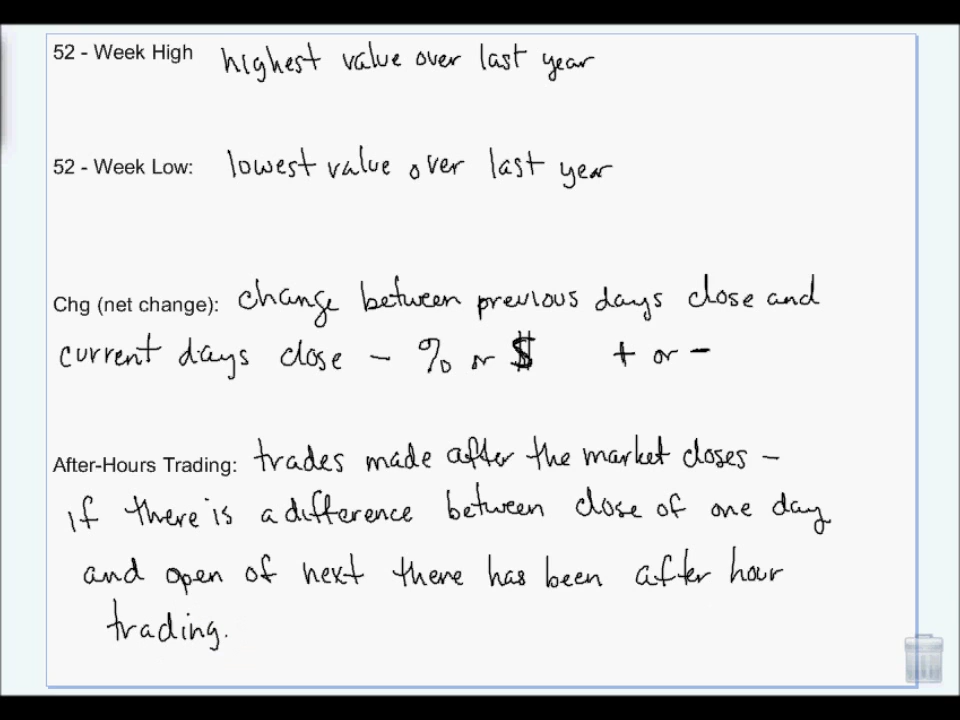 52 - Week High highest value over last year
52 - Week Low: lowest value over last year
Chg (net change): change between previous days close and
current days close - % or $ + or -
After-Hours Trading: trades made after the market closes -
if there is a difference between close of one day
and open of next there has been after hour
trading.